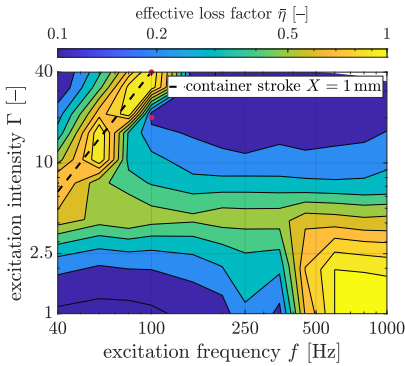 effective loss factor η̄ [–]
0.1 0.2 0.5 1
container stroke X = 1 mm
excitation intensity Γ [–]
40
10
2.5
1
40 100 250 500 1000
excitation frequency f [Hz]